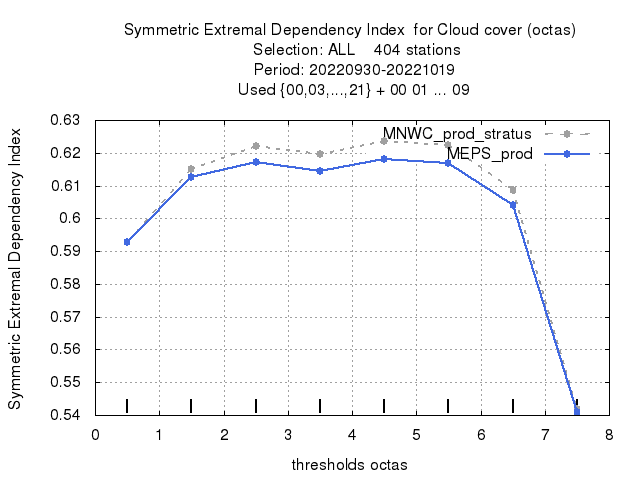 Symmetric Extremal Dependency Index  for Cloud cover (octas)
Selection: ALL    404 stations
Period: 20220930-20221019
Used {00,03,...,21} + 00 01 ... 09
Symmetric Extremal Dependency Index
0.63
0.62
0.61
0.6
0.59
0.58
0.57
0.56
0.55
0.54
MNWC_prod_stratus
MEPS_prod
0 1 2 3 4 5 6 7 8
thresholds octas